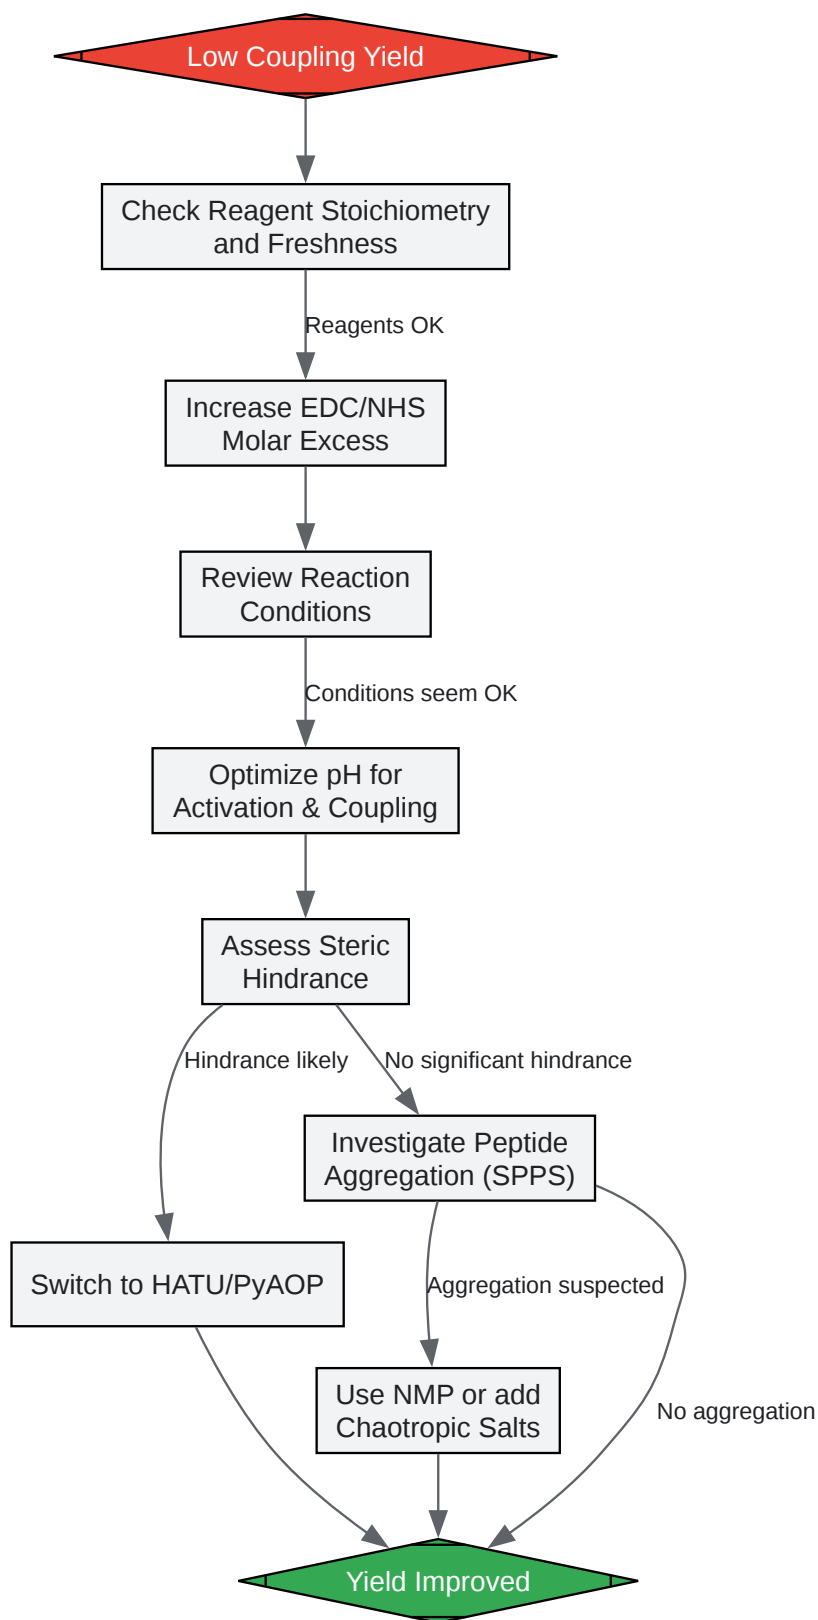 Low Coupling Yield
Check Reagent Stoichiometry
and Freshness
Reagents OK
Increase EDC/NHS
Molar Excess
Review Reaction
Conditions
Conditions seem OK
Optimize pH for
Activation & Coupling
Assess Steric
Hindrance
Hindrance likely
No significant hindrance
Investigate Peptide
Aggregation (SPPS)
Switch to HATU/PyAOP
Aggregation suspected
Use NMP or add
Chaotropic Salts
No aggregation
Yield Improved